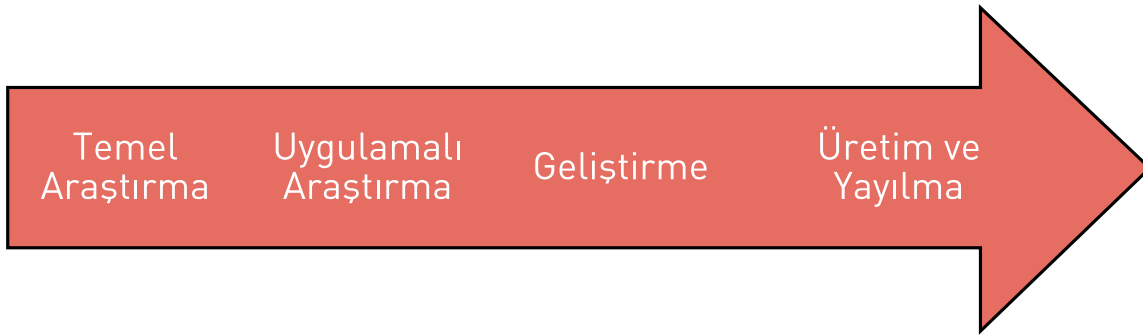 Temel
Araştırma
Uygulamalı
Araştırma
Geliştirme
Üretim ve
Yayılma